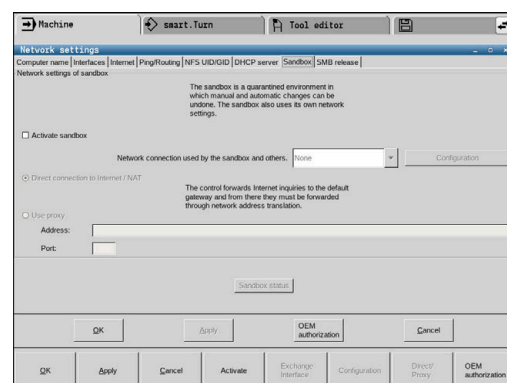 Machine
smart.Turn
Tool editor
Network settings
Computer name Interfaces Internet Ping/Routing NFS UID/GID DHCP server Sandbox SMB release
Network settings of sandbox
The sandbox is a quarantined environment in
which manual and automatic changes can be
undone. The sandbox also uses its own network
settings.
Activate sandbox
Network connection used by the sandbox and others. None Configuration
Direct connection to Internet / NAT
The control forwards Internet inquiries to the default
gateway and from there they must be forwarded
through network address translation.
Use proxy
Address:
Port:
Sandbox status
OK Apply OEM authorization Cancel
OK Apply Cancel Activate Exchange Interface Configuration Direct/ Proxy OEM authorization